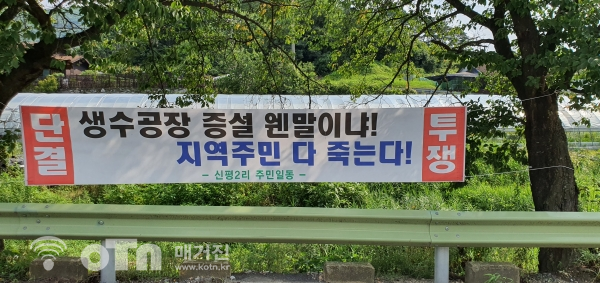 단결
생수공장 증설 웬말이냐!
지역주민 다 죽는다!
- 신평2리 주민일동 -
투쟁
OTN 매거진
www.kotn.kr